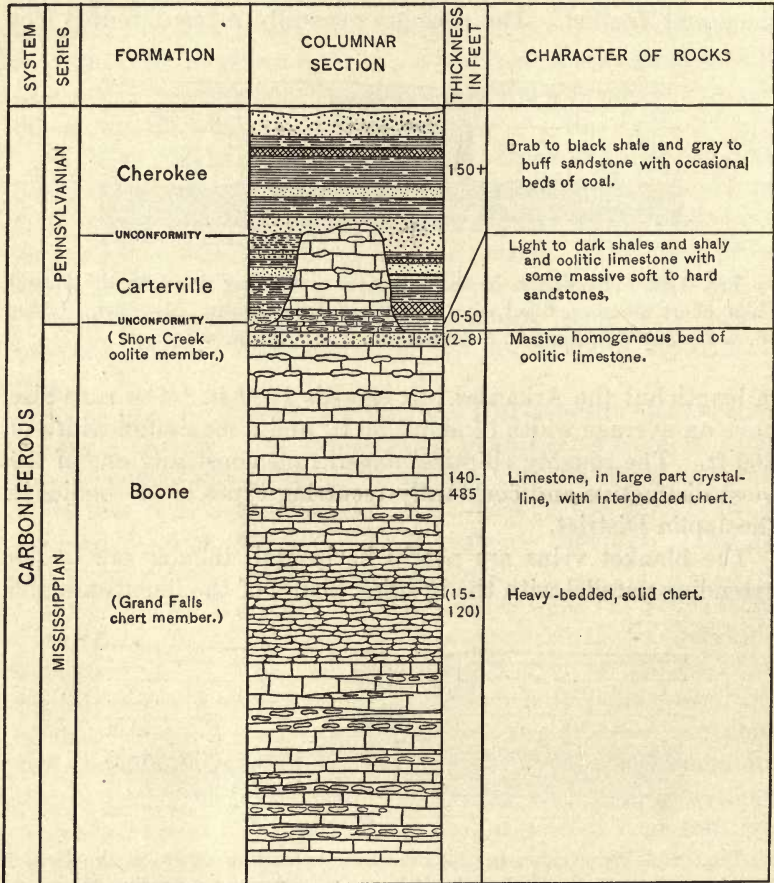 SYSTEM
SERIES
FORMATION
COLUMNAR
SECTION
THICKNESS
IN FEET
CHARACTER OF ROCKS
CARBONIFEROUS
PENNSYLVANIAN
Cherokee
150+
Drab to black shale and gray to
buff sandstone with occasional
beds of coal.
UNCONFORMITY
Carterville
0-50
Light to dark shales and shaly
and oolitic limestone with
some massive soft to hard
sandstones,
UNCONFORMITY
MISSISSIPPIAN
(Short Creek
oolite member,)
(2-8)
Massive homogeneous bed of
oolitic limestone.
Boone
140-
485
Limestone, in large part crystal-
line, with interbedded chert.
(Grand Falls
chert member.)
(15-
120)
Heavy-bedded, solid chert.